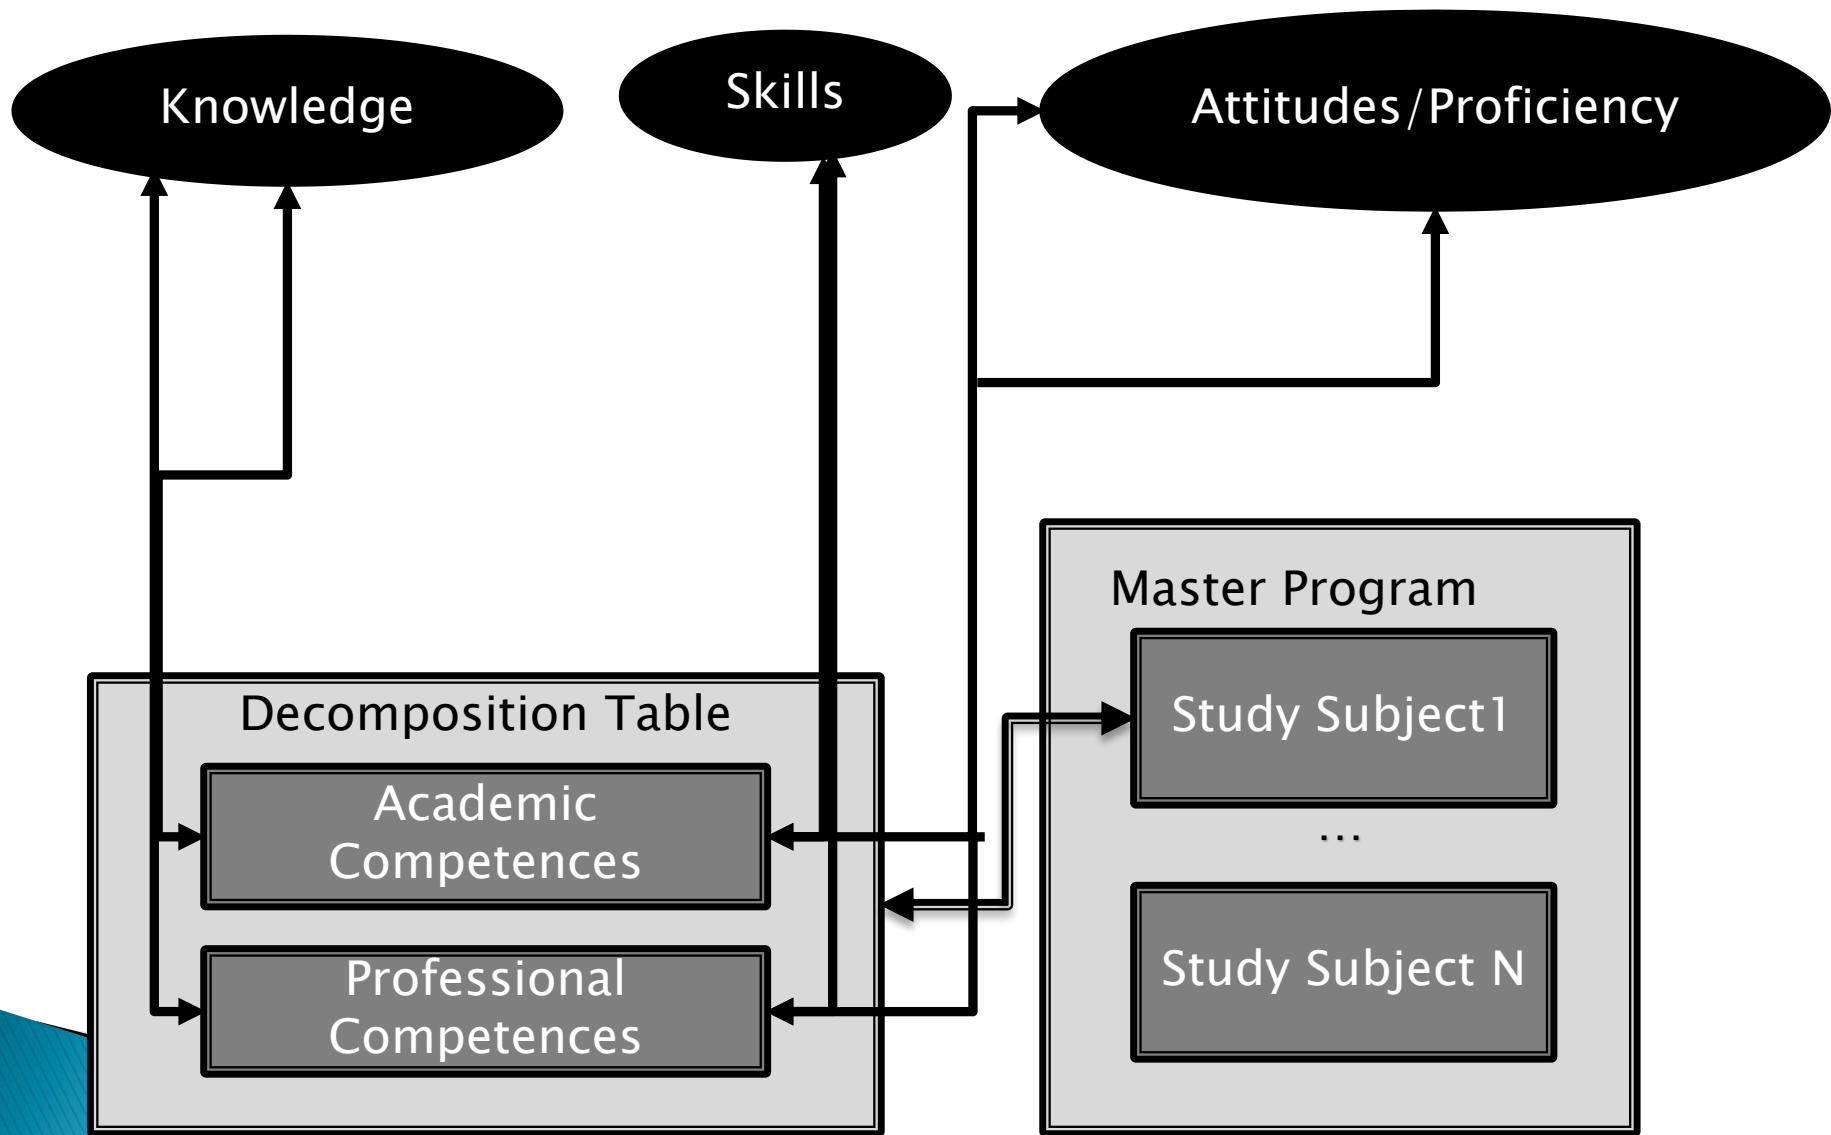 Knowledge
Skills
Attitudes/Proficiency
Decomposition Table
Academic
Competences
Professional
Competences
Master Program
Study Subject1
...
Study Subject N